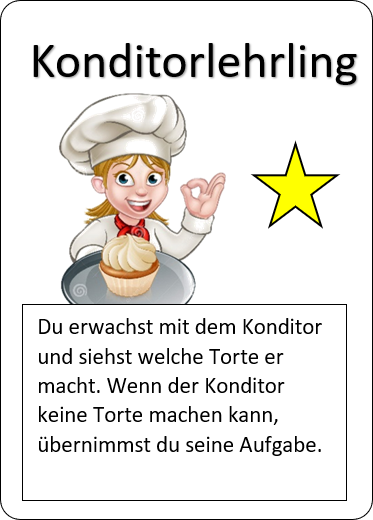 Konditorlehrling
Du erwachst mit dem Konditor
und siehst welche Torte er
macht. Wenn der Konditor
keine Torte machen kann,
übernimmst du seine Aufgabe.